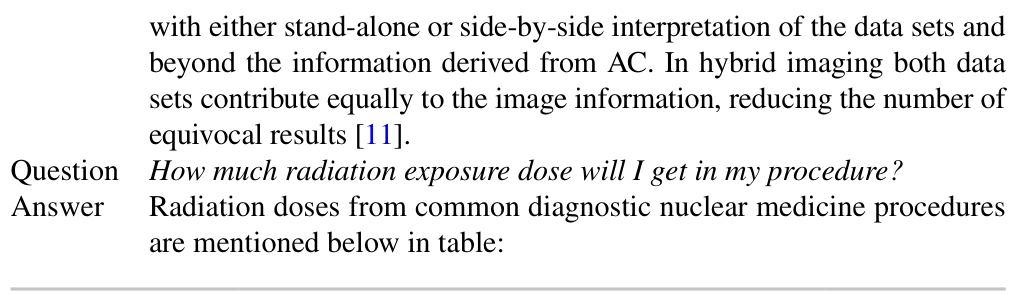 with either stand-alone or side-by-side interpretation of the data sets and
beyond the information derived from AC. In hybrid imaging both data
sets contribute equally to the image information, reducing the number of
equivocal results [11].
Question How much radiation exposure dose will I get in my procedure?
Answer Radiation doses from common diagnostic nuclear medicine procedures
are mentioned below in table: